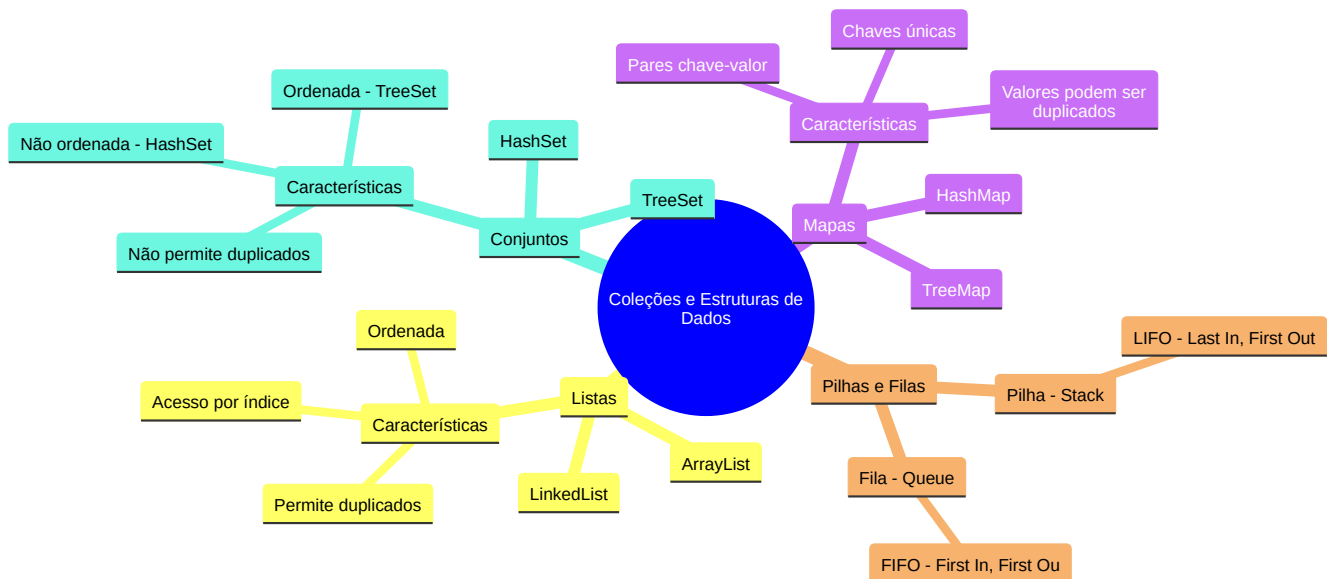 Coleções e Estruturas de
Dados
Conjuntos
HashSet
TreeSet
Características
Ordenada - TreeSet
Não ordenada - HashSet
Não permite duplicados
Mapas
Características
Pares chave-valor
Chaves únicas
Valores podem ser
duplicados
HashMap
TreeMap
Listas
Características
Ordenada
Acesso por índice
Permite duplicados
LinkedList
ArrayList
Pilhas e Filas
Pilha - Stack
LIFO - Last In, First Out
Fila - Queue
FIFO - First In, First Ou